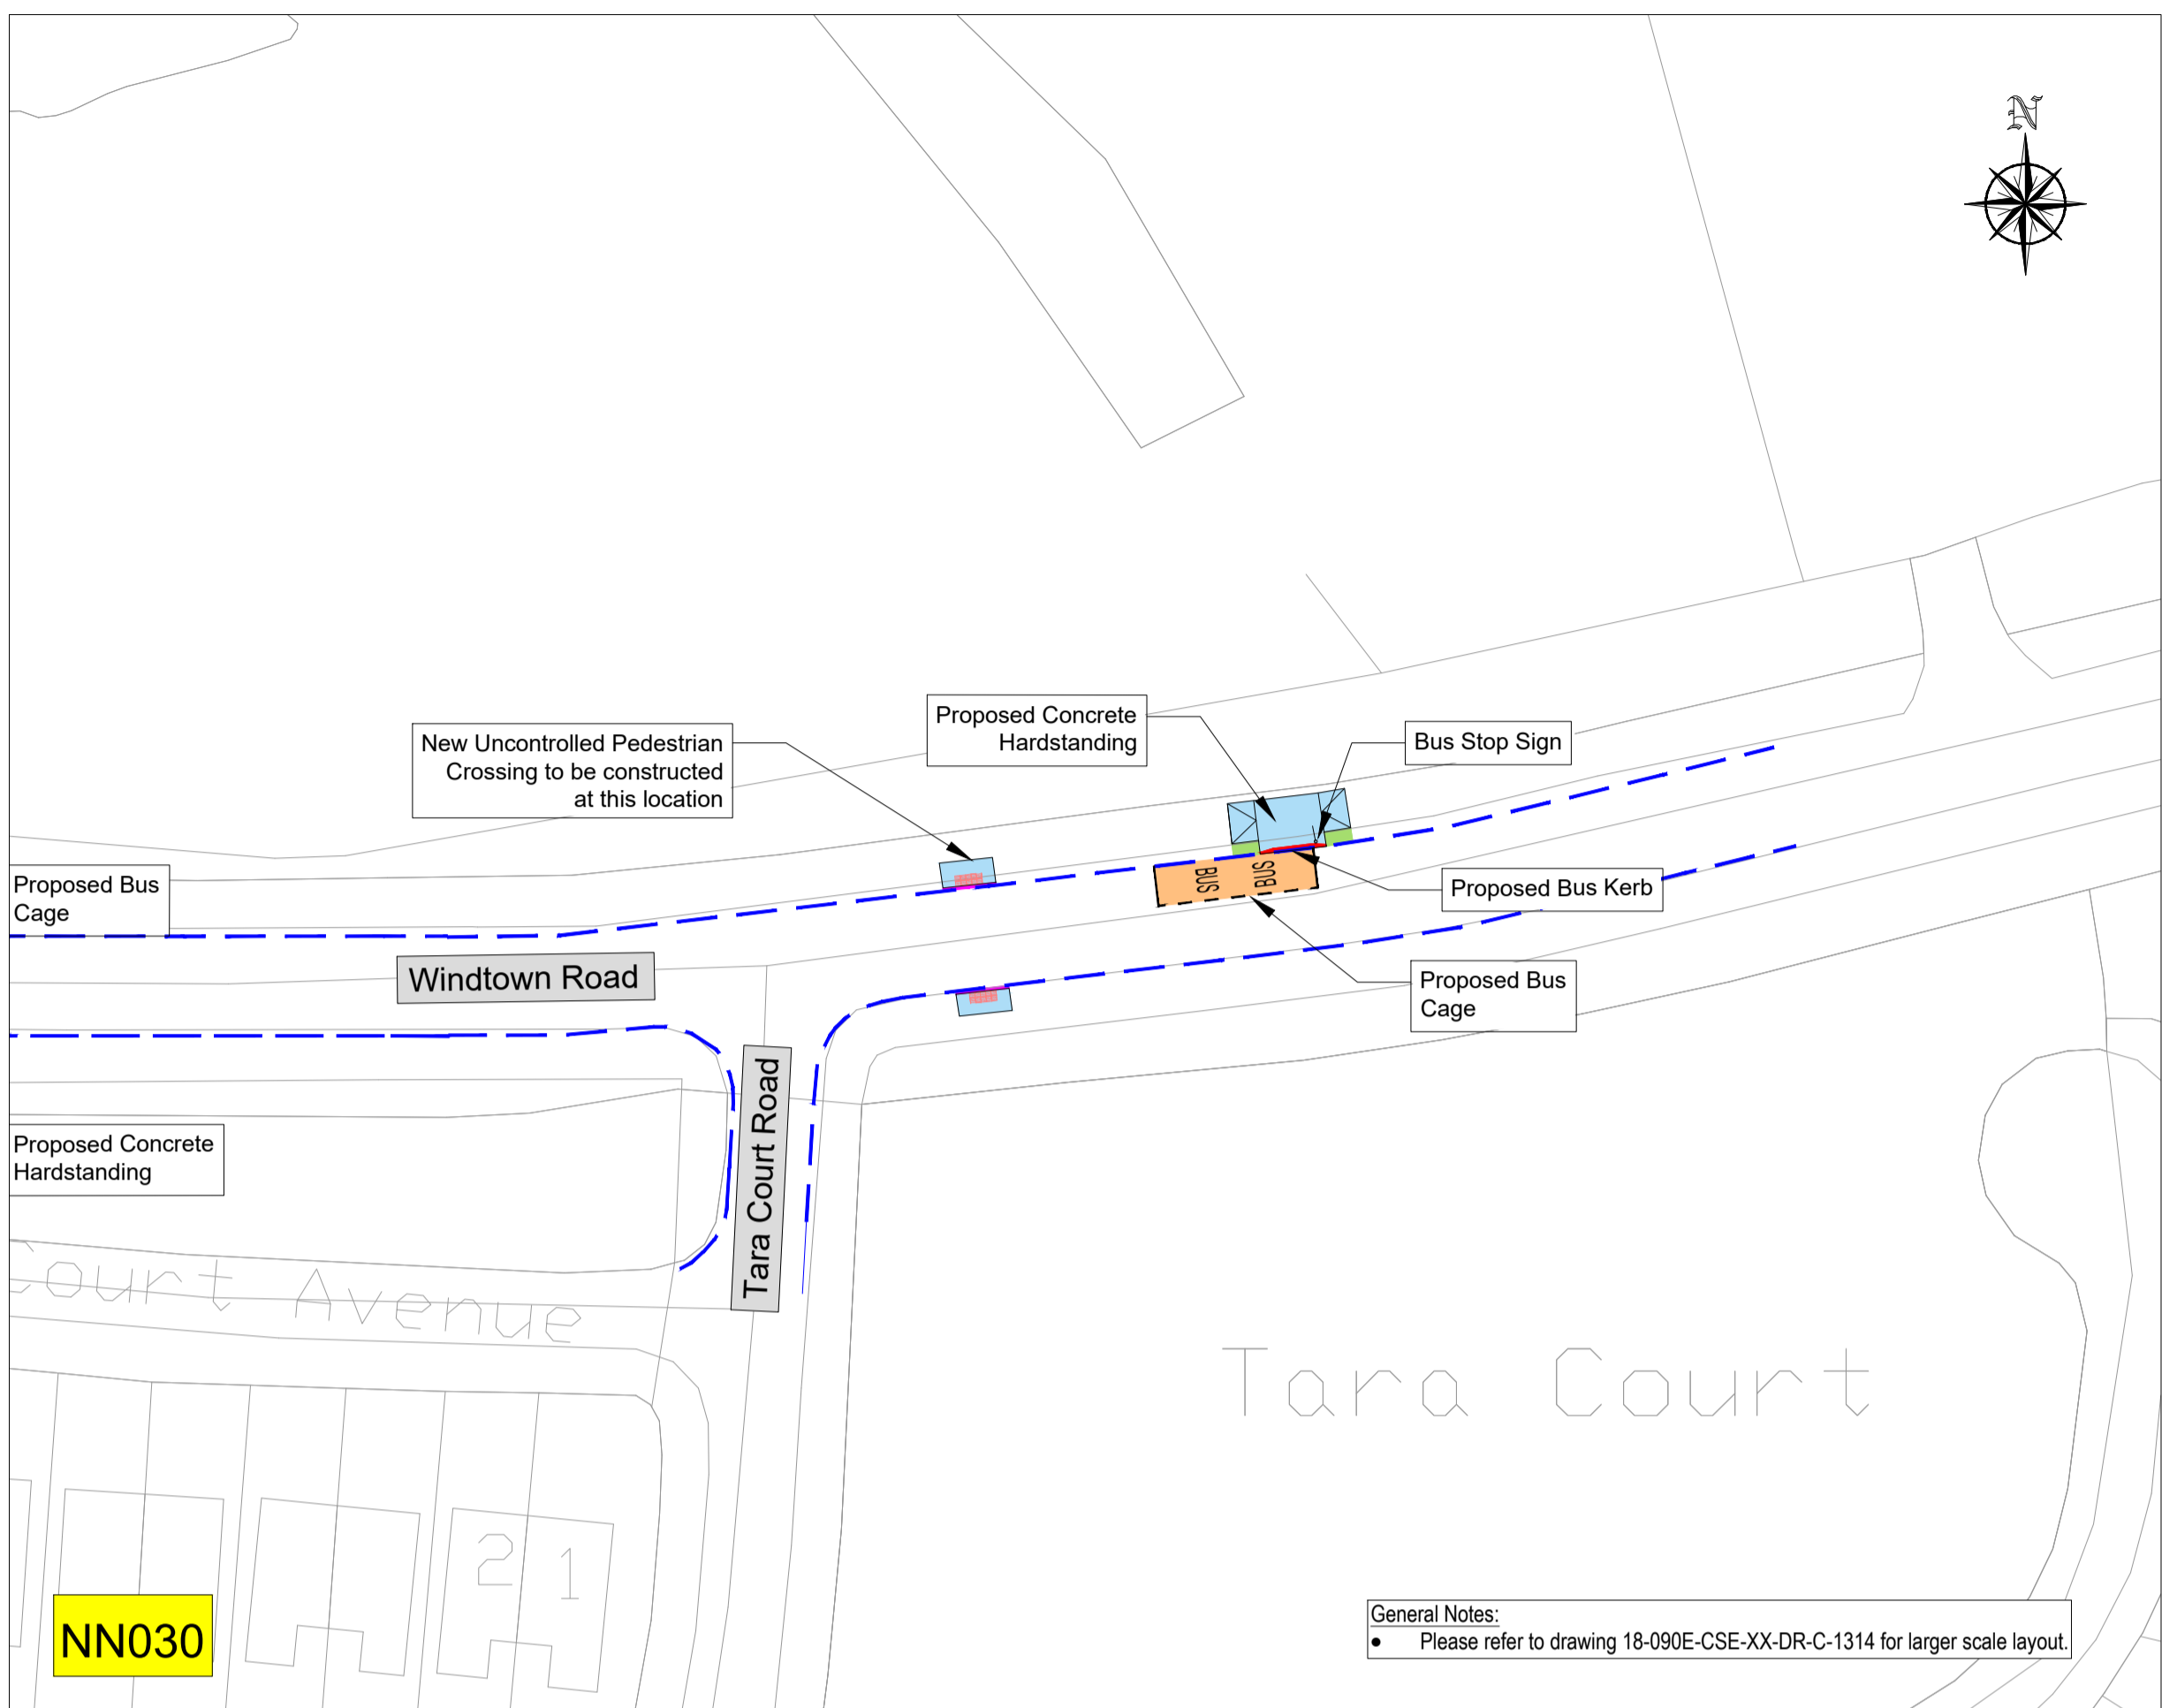 N
New Uncontrolled Pedestrian
Crossing to be constructed
at this location
Proposed Concrete
Hardstanding
Bus Stop Sign
Proposed Bus
Cage
BUS
BUS
Proposed Bus Kerb
Windtown Road
Proposed Bus
Cage
Tara Court Road
Proposed Concrete
Hardstanding
Court Avenue
Tara Court
2 1
NN030
General Notes:
• Please refer to drawing 18-090E-CSE-XX-DR-C-1314 for larger scale layout.